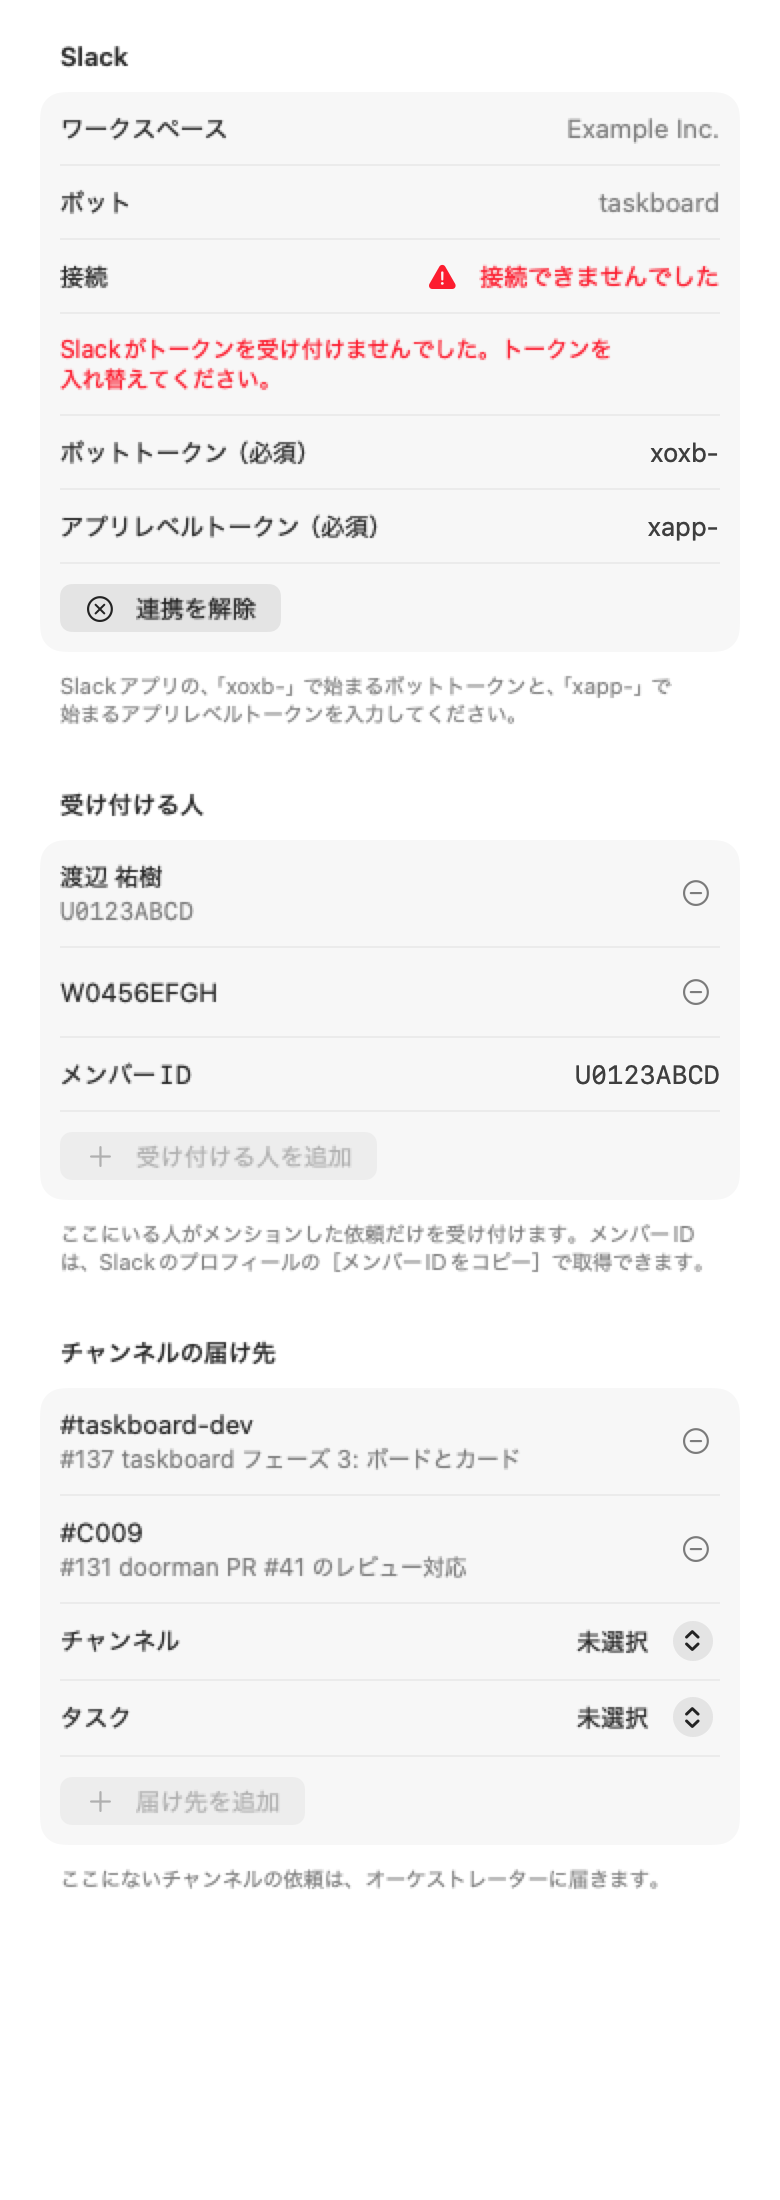 Slack
ワークスペース
Example Inc.
ボット
taskboard
接続
接続できませんでした
Slackがトークンを受け付けませんでした。トークンを
入れ替えてください。
ボットトークン（必須）
xoxb-
アプリレベルトークン（必須）
xapp-
連携を解除
Slackアプリの、「xoxb-」で始まるボットトークンと、「xapp-」で
始まるアプリレベルトークンを入力してください。
受け付ける人
渡辺 祐樹
U0123ABCD
W0456EFGH
メンバーID
U0123ABCD
受け付ける人を追加
ここにいる人がメンションした依頼だけを受け付けます。メンバーID
は、Slackのプロフィールの［メンバーIDをコピー］で取得できます。
チャンネルの届け先
#taskboard-dev
#137 taskboard フェーズ 3: ボードとカード
#C009
#131 doorman PR #41 のレビュー対応
チャンネル
未選択
タスク
未選択
届け先を追加
ここにないチャンネルの依頼は、オーケストレーターに届きます。